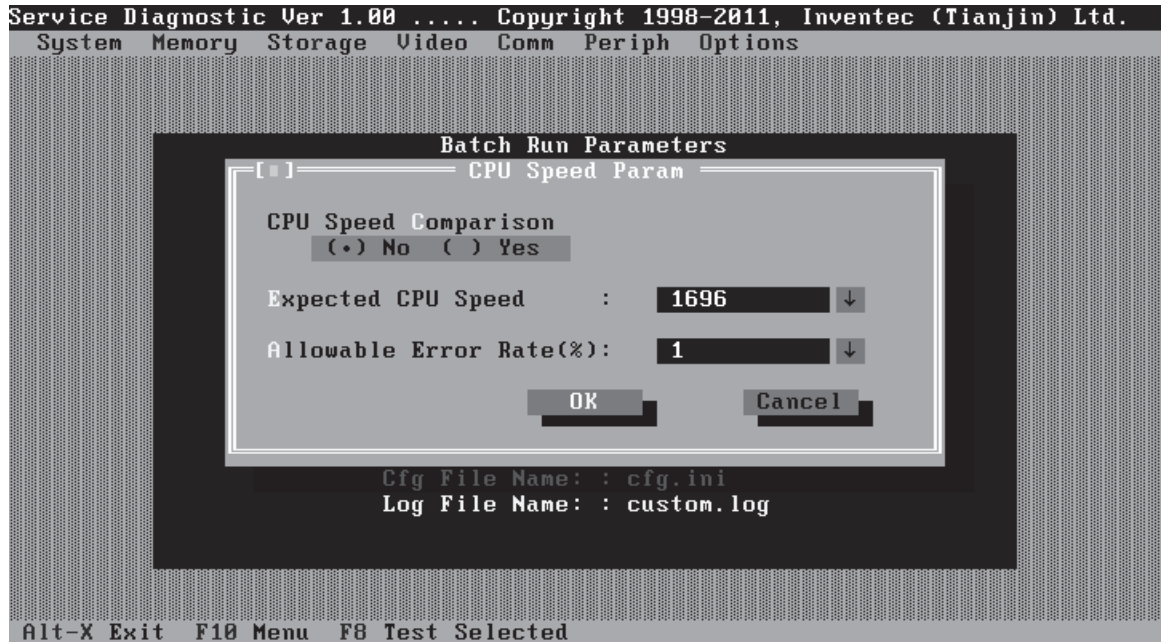 Service Diagnostic Ver 1.00 ..... Copyright 1998-2011, Inventec (Tianjin) Ltd.
System Memory Storage Video Comm Periph Options
Batch Run Parameters
[■] CPU Speed Param
CPU Speed Comparison
(•) No ( ) Yes
Expected CPU Speed : 1696 ↓
Allowable Error Rate(%): 1 ↓
OK Cancel
Cfg File Name: : cfg.ini
Log File Name: : custom.log
Alt-X Exit F10 Menu F8 Test Selected